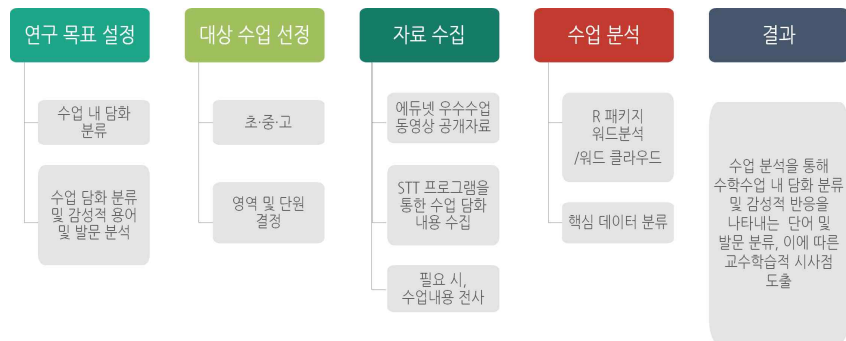 연구 목표 설정
수업 내 담화
분류
수업 담화 분류
및 감성적 용어
및 발문 분석
대상 수업 선정
초·중·고
영역 및 단원
결정
자료 수집
에듀넷 우수수업
동영상 공개자료
STT 프로그램을
통한 수업 담화
내용 수집
필요 시,
수업내용 전사
수업 분석
R 패키지
워드분석
/워드 클라우드
핵심 데이터 분류
결과
수업 분석을 통해
수학수업 내 담화 분류
및 감성적 반응을
나타내는 단어 및
발문 분류, 이에 따른
교수학습적 시사점
도출